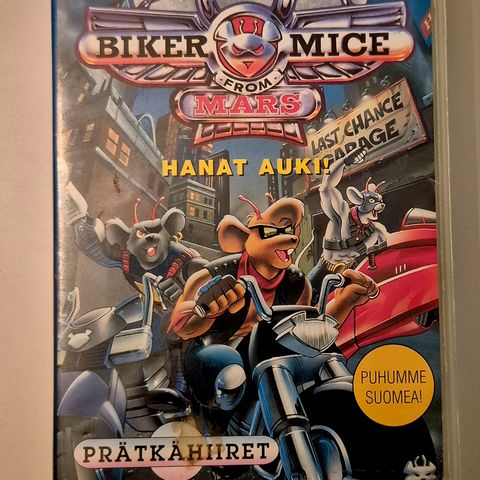 BIKER MICE
FROM
MARS
HANAT AUKI!
LAST CHANCE
GARAGE
PUHUMME
SUOMEA!
PRÄTKÄHIIRET